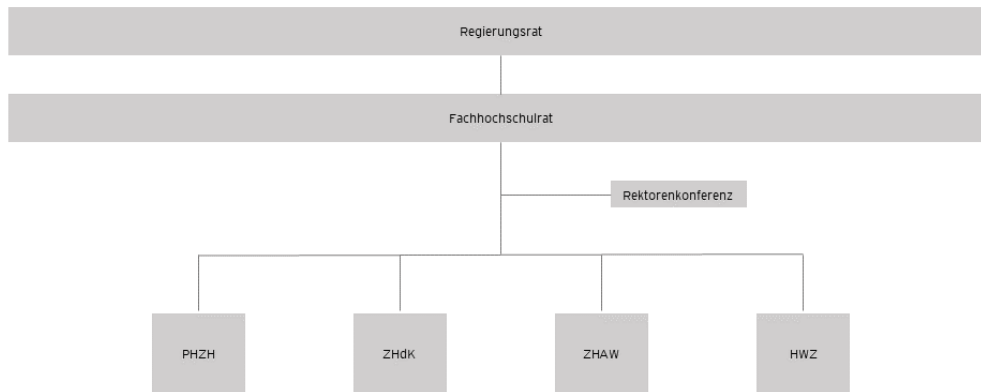 Regierungsrat
Fachhochschulrat
Rektorenkonferenz
PHZH ZHdK ZHAW HWZ